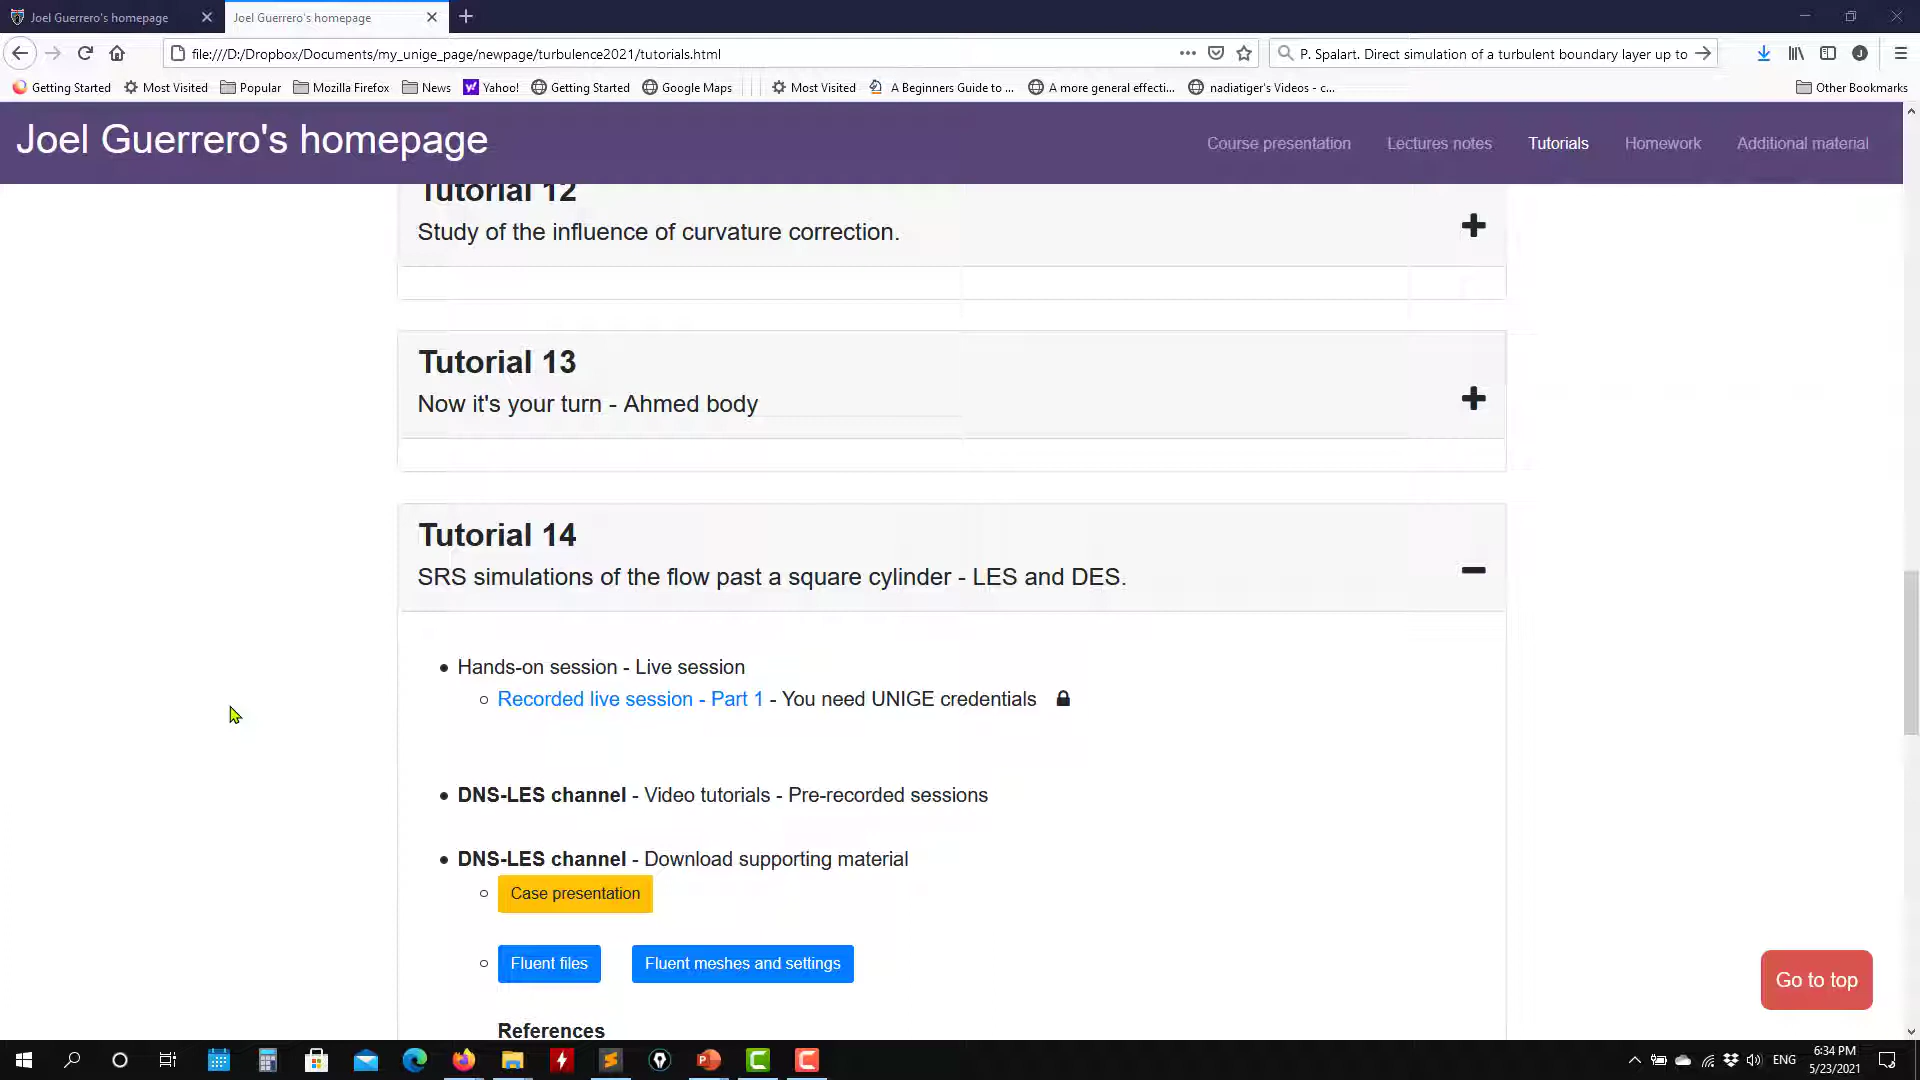 Joel Guerrero's homepage
Joel Guerrero's homepage
file:///D:/Dropbox/Documents/my_unige_page/newpage/turbulence2021/tutorials.html
P. Spalart. Direct simulation of a turbulent boundary layer up to
Getting Started
Most Visited
Popular
Mozilla Firefox
News
Yahoo!
Getting Started
Google Maps
Most Visited
A Beginners Guide to ...
A more general effecti...
nadiatiger's Videos - c...
Other Bookmarks
Joel Guerrero's homepage
Course presentation
Lectures notes
Tutorials
Homework
Additional material
Tutorial 12
Study of the influence of curvature correction.
Tutorial 13
Now it's your turn - Ahmed body
Tutorial 14
SRS simulations of the flow past a square cylinder - LES and DES.
Hands-on session - Live session
Recorded live session - Part 1 - You need UNIGE credentials
DNS-LES channel - Video tutorials - Pre-recorded sessions
DNS-LES channel - Download supporting material
Case presentation
Fluent files
Fluent meshes and settings
References
Go to top
ENG
6:34 PM
5/23/2021